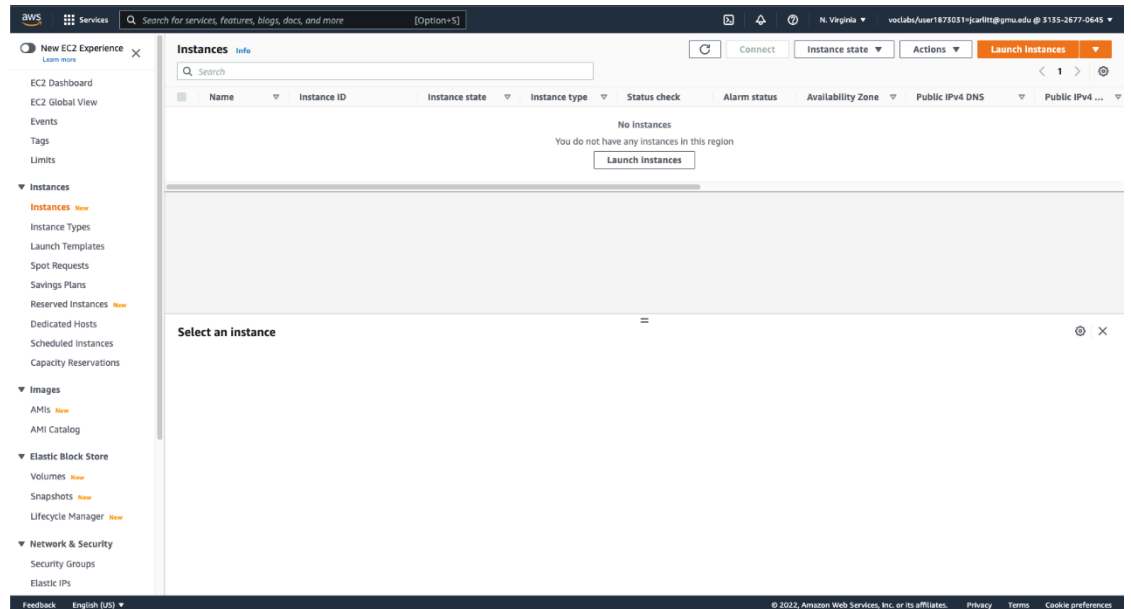 aws Services Search for services, features, blogs, docs, and more [Option+S] N. Virginia ▼ voclabs/user1873031=jcarlitt@gmu.edu @ 3135-2677-0645 ▼
New EC2 Experience
Learn more
EC2 Dashboard
EC2 Global View
Events
Tags
Limits
▼ Instances
Instances New
Instance Types
Launch Templates
Spot Requests
Savings Plans
Reserved Instances New
Dedicated Hosts
Scheduled Instances
Capacity Reservations
▼ Images
AMIs New
AMI Catalog
▼ Elastic Block Store
Volumes New
Snapshots New
Lifecycle Manager New
▼ Network & Security
Security Groups
Elastic IPs
Instances Info Connect Instance state ▼ Actions ▼ Launch instances ▼
Search < 1 >
Name Instance ID Instance state Instance type Status check Alarm status Availability Zone Public IPv4 DNS Public IPv4 ...
No instances
You do not have any instances in this region
Launch instances
Select an instance
Feedback English (US) ▼ © 2022, Amazon Web Services, Inc. or its affiliates. Privacy Terms Cookie preferences